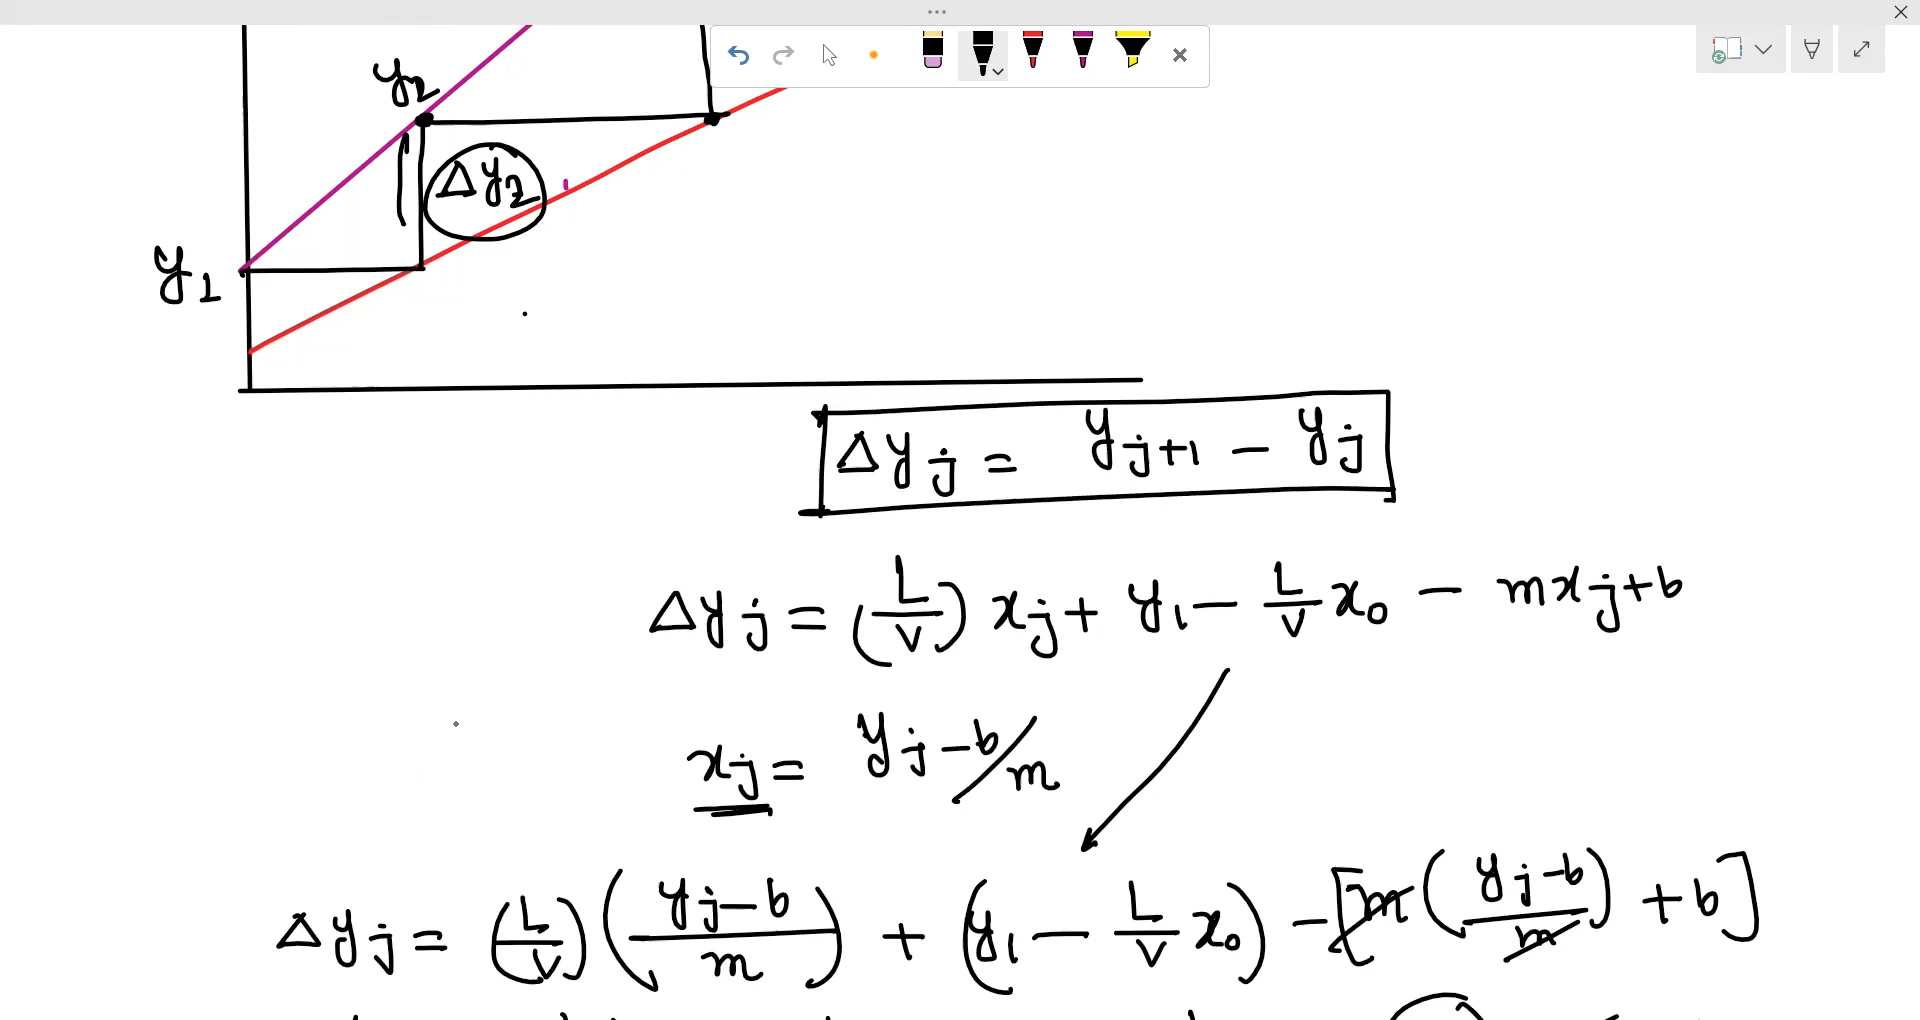 y2
Δy2
y1
Δyj = yj+1 − yj
Δyj = (L/V) xj + y1 − L/V x0 − mxj + b
xj = yj − b/m
Δyj = (L/V) (yj − b/m) + (y1 − L/V x0) − [m (yj − b/m) + b]